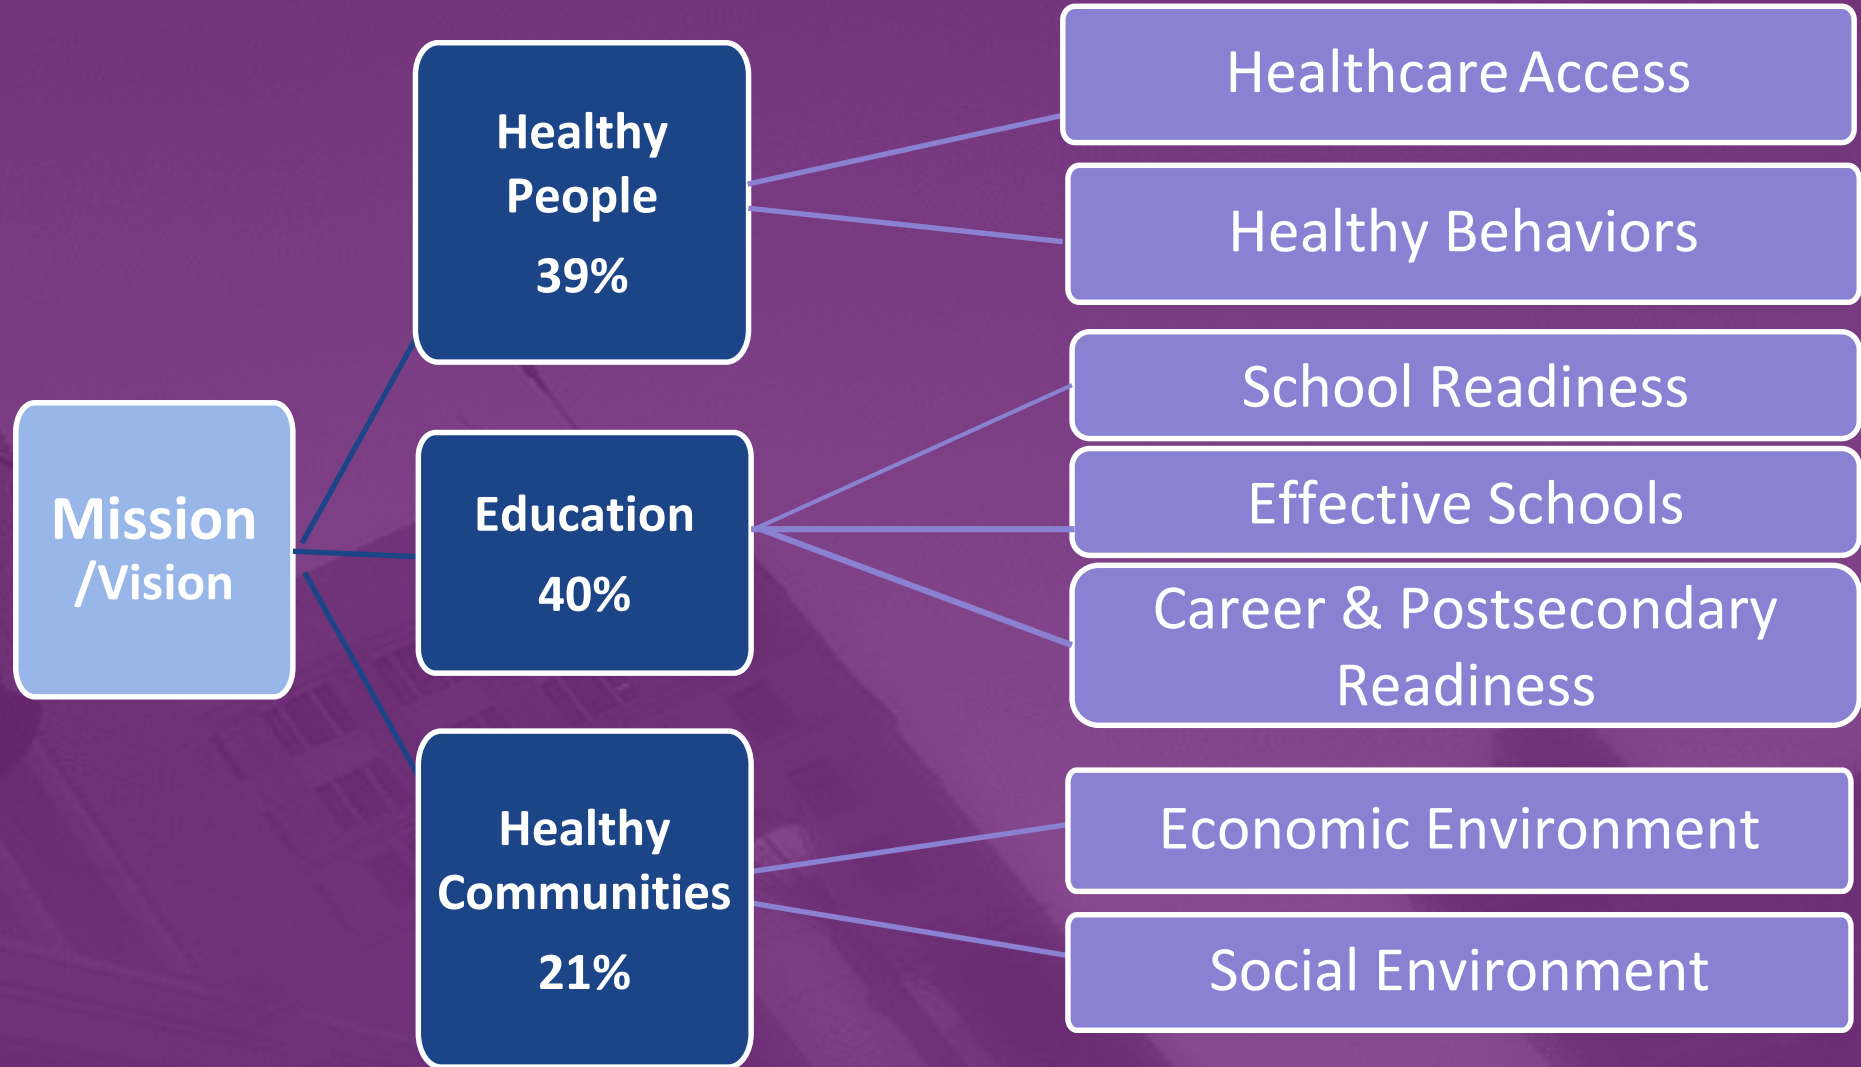 Mission
/Vision
Healthy
People
39%
Healthcare Access
Healthy Behaviors
Education
40%
School Readiness
Effective Schools
Career & Postsecondary
Readiness
Healthy
Communities
21%
Economic Environment
Social Environment